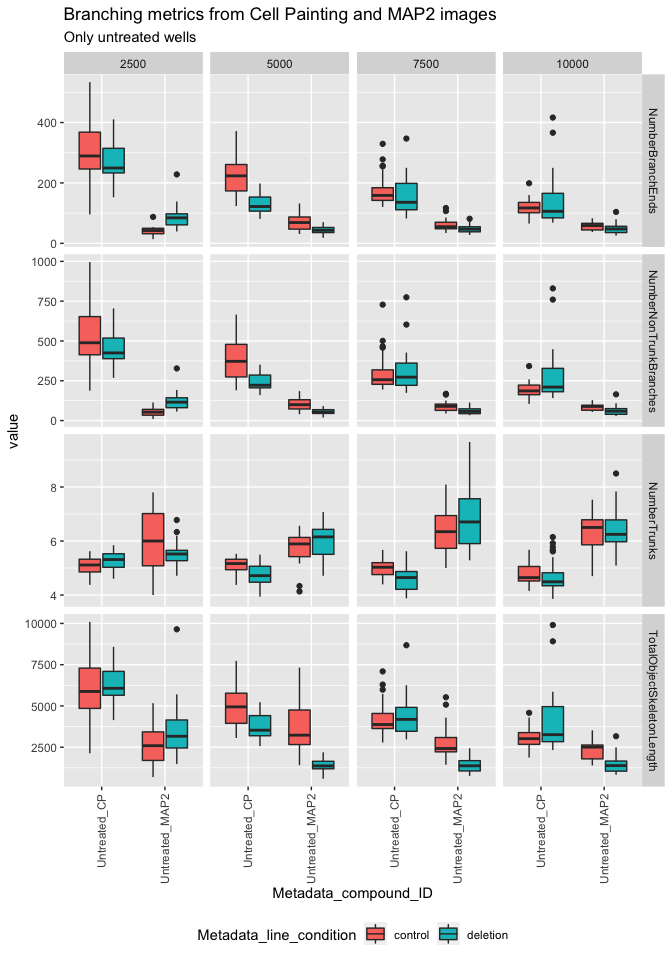 Branching metrics from Cell Painting and MAP2 images
Only untreated wells
2500
5000
7500
10000
400
200
0
NumberBranchEnds
1000
750
500
250
0
NumberNonTrunkBranches
8
6
4
NumberTrunks
10000
7500
5000
2500
TotalObjectSkeletonLength
value
Untreated_CP
Untreated_MAP2
Untreated_CP
Untreated_MAP2
Untreated_CP
Untreated_MAP2
Untreated_CP
Untreated_MAP2
Metadata_compound_ID
Metadata_line_condition
control
deletion